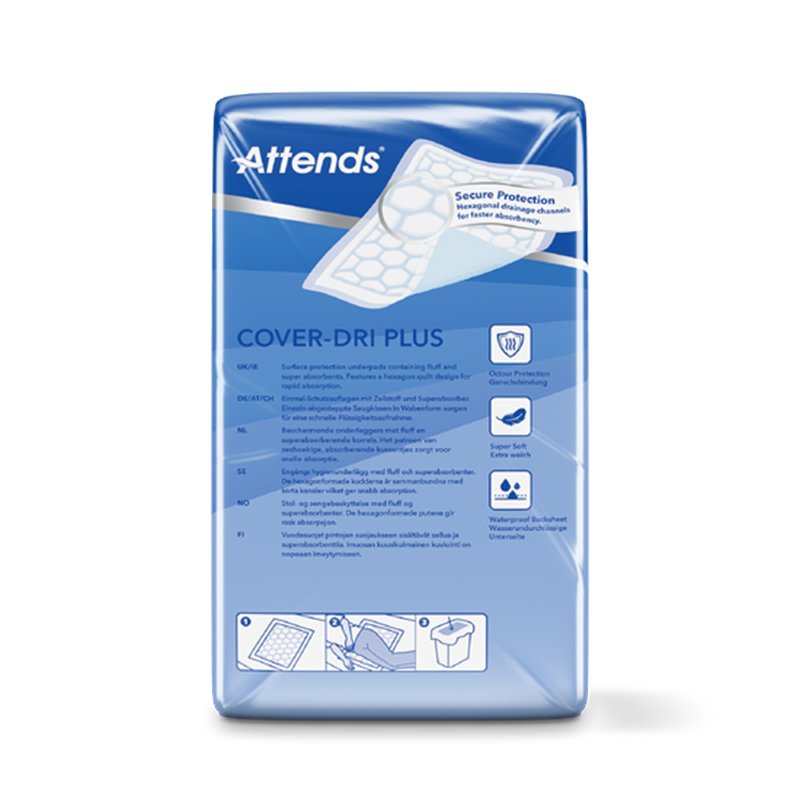 Attends®
Secure Protection
Hexagonal drainage channels
for faster absorbency.
COVER-DRI PLUS
UK/IE
Surface protection underpads containing fluff and
super absorbents. Features a hexagon quilt design for
rapid absorption.
DE/AT/CH
Einmal-Schutzauflagen mit Zellstoff und Superabsorber.
Einzeln abgesteppte Saugkissen in Wabenform sorgen
für eine schnelle Flüssigkeitsaufnahme.
NL
Beschermende onderleggers met fluff en
superabsorberende korrels. Het patroon van
zeshoekige, absorberende kussentjes zorgt voor
snelle absorptie.
SE
Engångs hygienunderlägg med fluff och superabsorbenter.
De hexagonformade kuddarna är sammanbundna med
korta kanaler vilket ger snabb absorption.
NO
Stol- og sengebeskyttelse med fluff og
superabsorbenter. De hexagonformede putene gir
rask absorpsjon.
FI
Vuodesuojat pintojen suojaukseen sisältävät sellua ja
superabsorbenttia. Imuosan kuusikulmainen kuviointi on
nopeaan imeytymiseen.
Odour Protection
Geruchsbindung
Super Soft
Extra weich
Waterproof Backsheet
Wasserundurchlässige
Unterseite
1
2
3